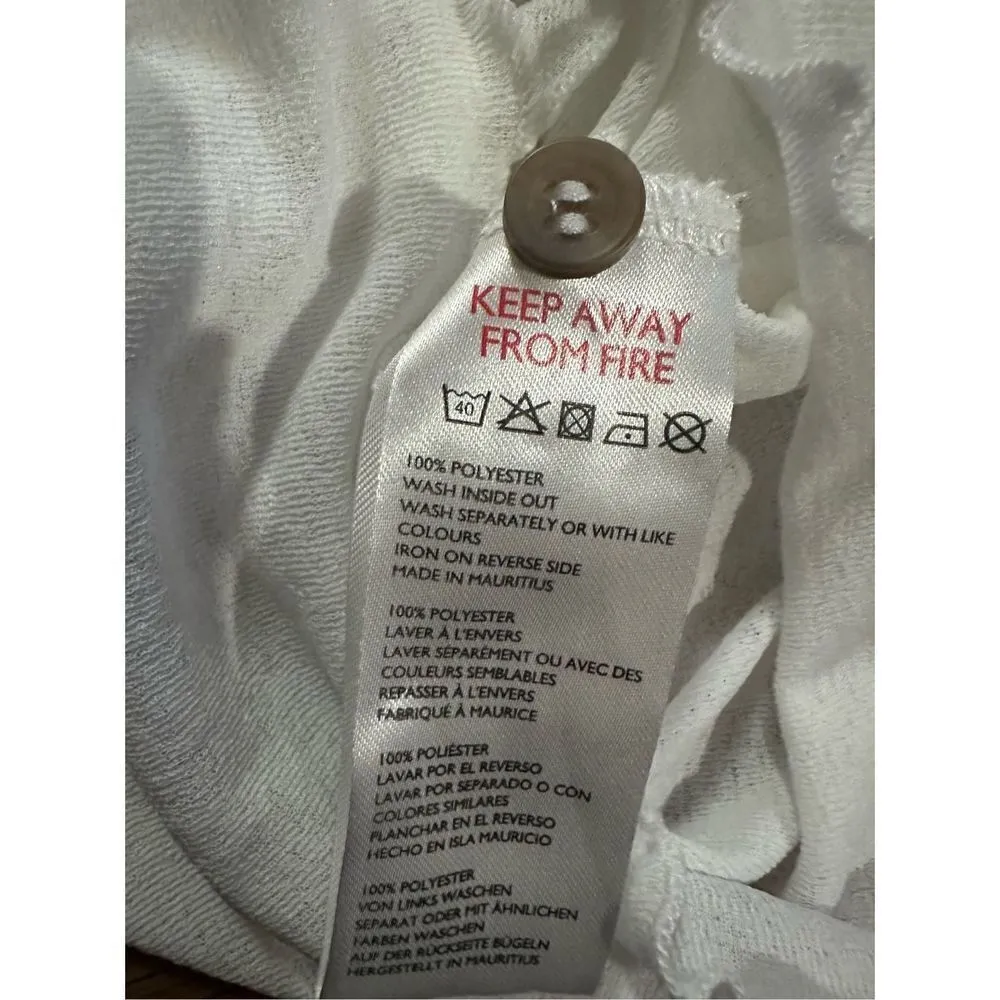 KEEP AWAY
FROM FIRE
40
100% POLYESTER
WASH INSIDE OUT
WASH SEPARATELY OR WITH LIKE
COLOURS
IRON ON REVERSE SIDE
MADE IN MAURITIUS
100% POLYESTER
LAVER À L'ENVERS
LAVER SÉPARÉMENT OU AVEC DES
COULEURS SEMBLABLES
REPASSER À L'ENVERS
FABRIQUÉ À MAURICE
100% POLIÉSTER
LAVAR POR EL REVERSO
LAVAR POR SEPARADO O CON
COLORES SIMILARES
PLANCHAR EN EL REVERSO
HECHO EN ISLA MAURICIO
100% POLYESTER
VON LINKS WASCHEN
SEPARAT ODER MIT ÄHNLICHEN
FARBEN WASCHEN
AUF DER RÜCKSEITE BÜGELN
HERGESTELLT IN MAURITIUS